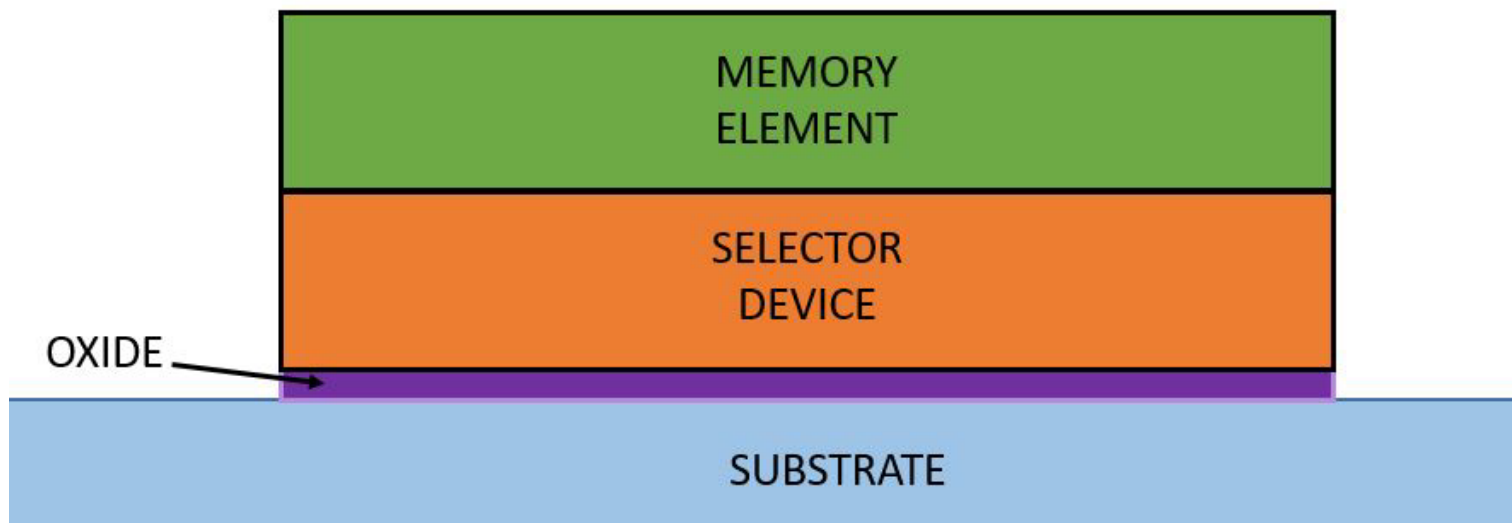 MEMORY
ELEMENT
SELECTOR
DEVICE
OXIDE
SUBSTRATE